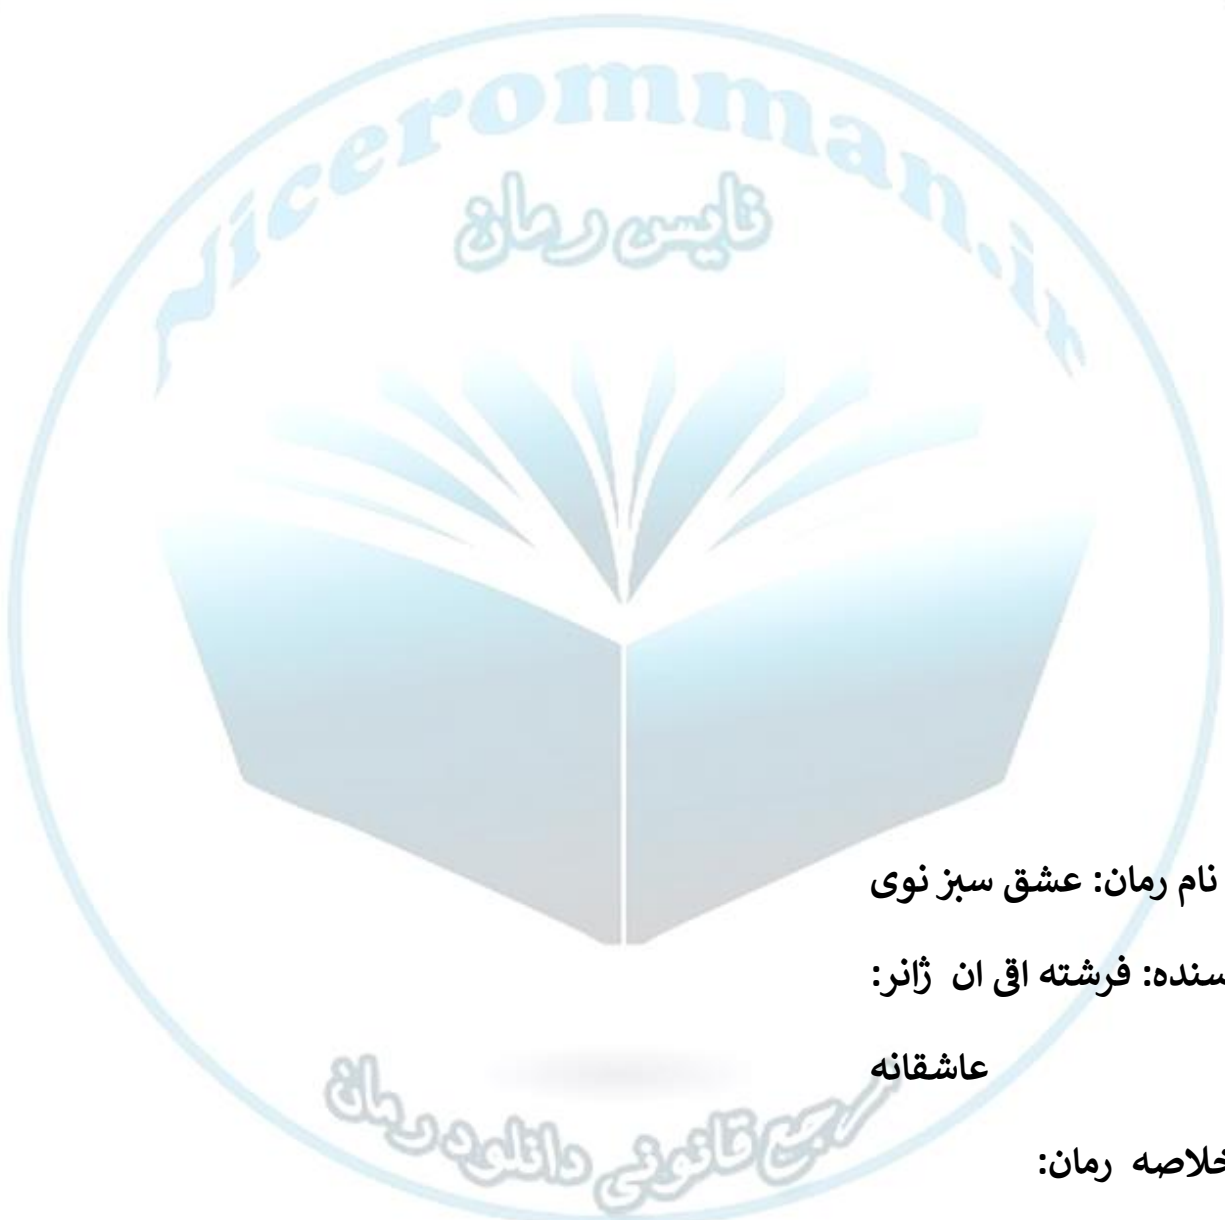 Niceromman.ir
نایس رمان
نام رمان: عشق سبز نوی
سنده: فرشته اقی ان ژانر:
عاشقانه
مرجع قانونی دانلود رمان
خلاصه رمان: